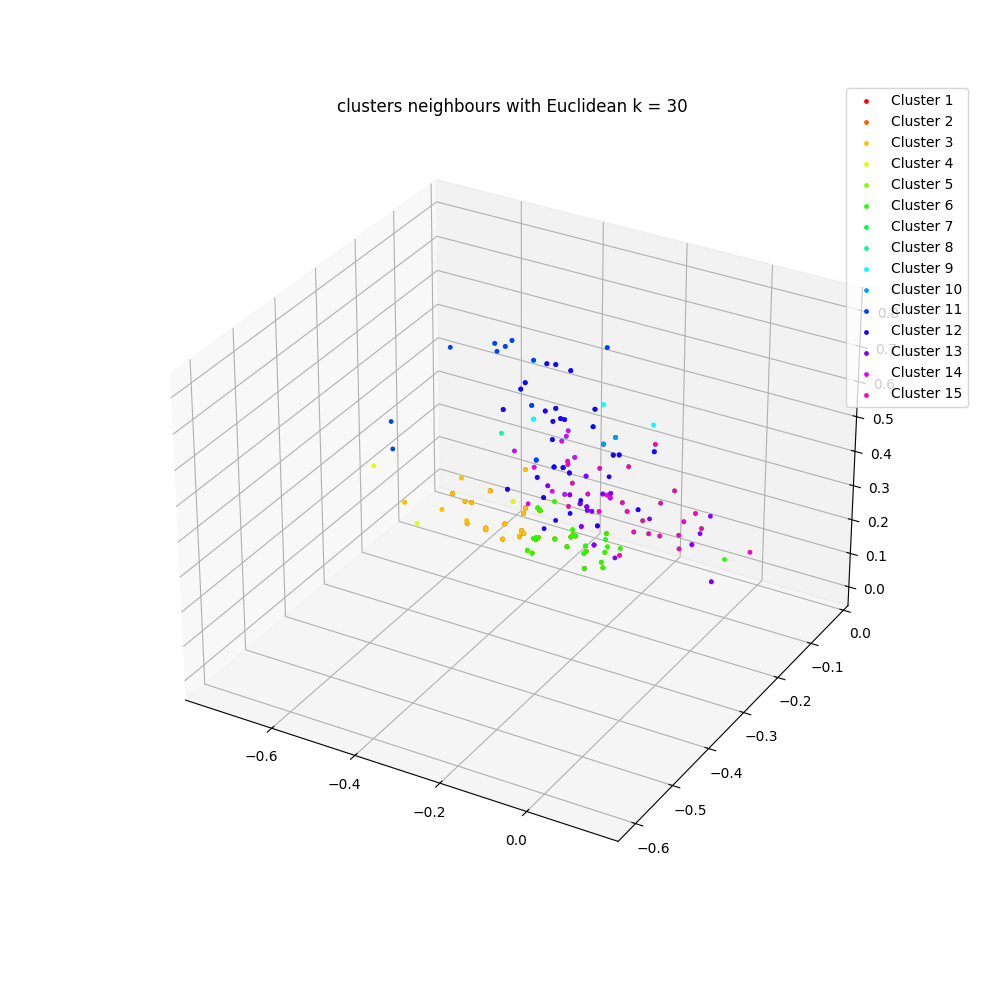 clusters neighbours with Euclidean k = 30
Cluster 1
Cluster 2
Cluster 3
Cluster 4
Cluster 5
Cluster 6
Cluster 7
Cluster 8
Cluster 9
Cluster 10
Cluster 11
Cluster 12
Cluster 13
Cluster 14
Cluster 15
0.8
0.7
0.6
0.5
0.4
0.3
0.2
0.1
0.0
0.0
−0.1
−0.2
−0.3
−0.4
−0.5
−0.6
−0.6
−0.4
−0.2
0.0